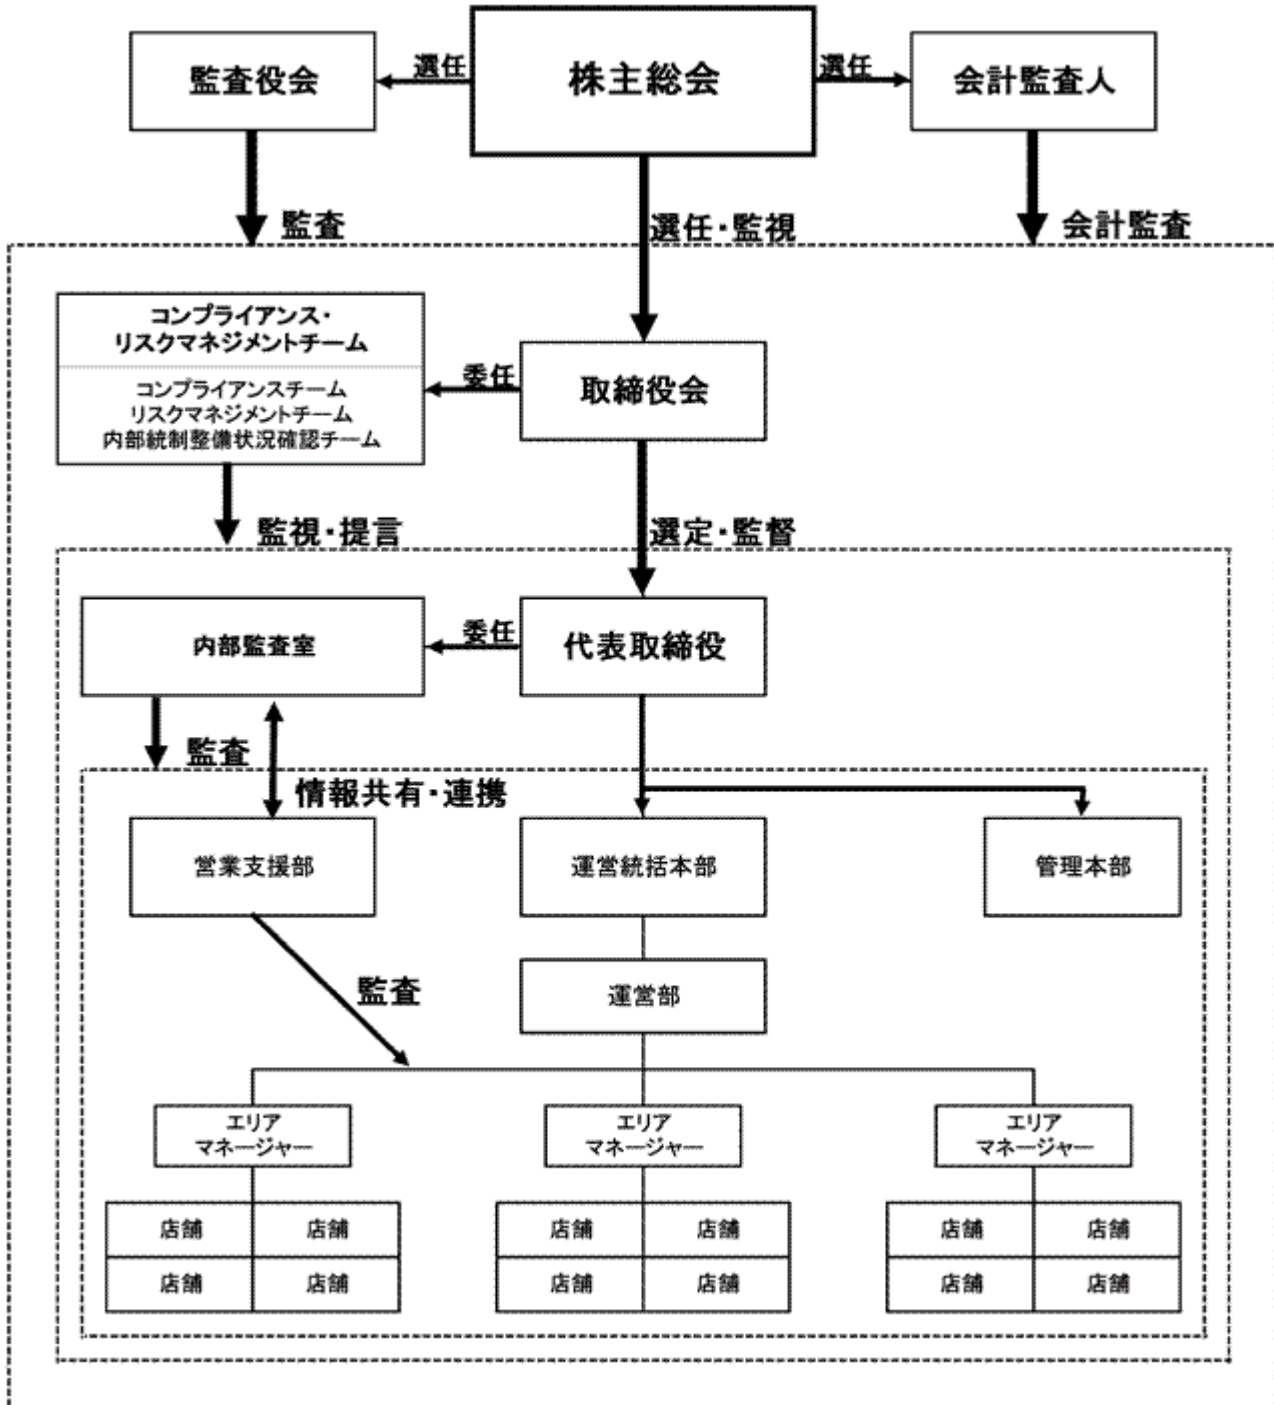 監査役会
選任
株主総会
選任
会計監査人
監査
選任・監視
会計監査
コンプライアンス・
リスクマネジメントチーム
コンプライアンスチーム
リスクマネジメントチーム
内部統制整備状況確認チーム
委任
取締役会
監視・提言
選定・監督
内部監査室
委任
代表取締役
監査
情報共有・連携
営業支援部
運営統括本部
管理本部
監査
運営部
エリア
マネージャー
エリア
マネージャー
エリア
マネージャー
店舗 店舗 店舗 店舗 店舗 店舗
店舗 店舗 店舗 店舗 店舗 店舗